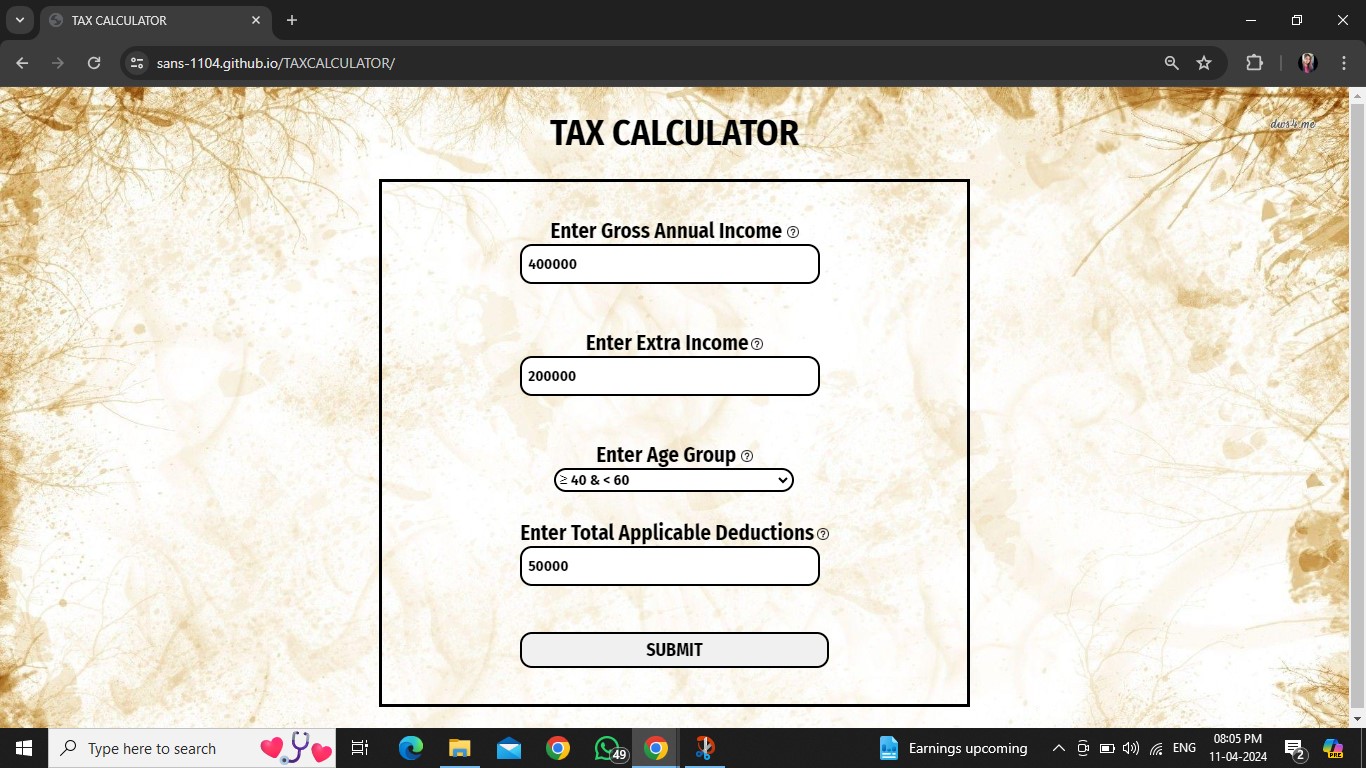 TAX CALCULATOR
sans-1104.github.io/TAXCALCULATOR/
dws4.me
TAX CALCULATOR
Enter Gross Annual Income ?
400000
Enter Extra Income ?
200000
Enter Age Group ?
≥ 40 & < 60
Enter Total Applicable Deductions ?
50000
SUBMIT
Type here to search
49
Earnings upcoming
ENG
08:05 PM
11-04-2024
2
PRE